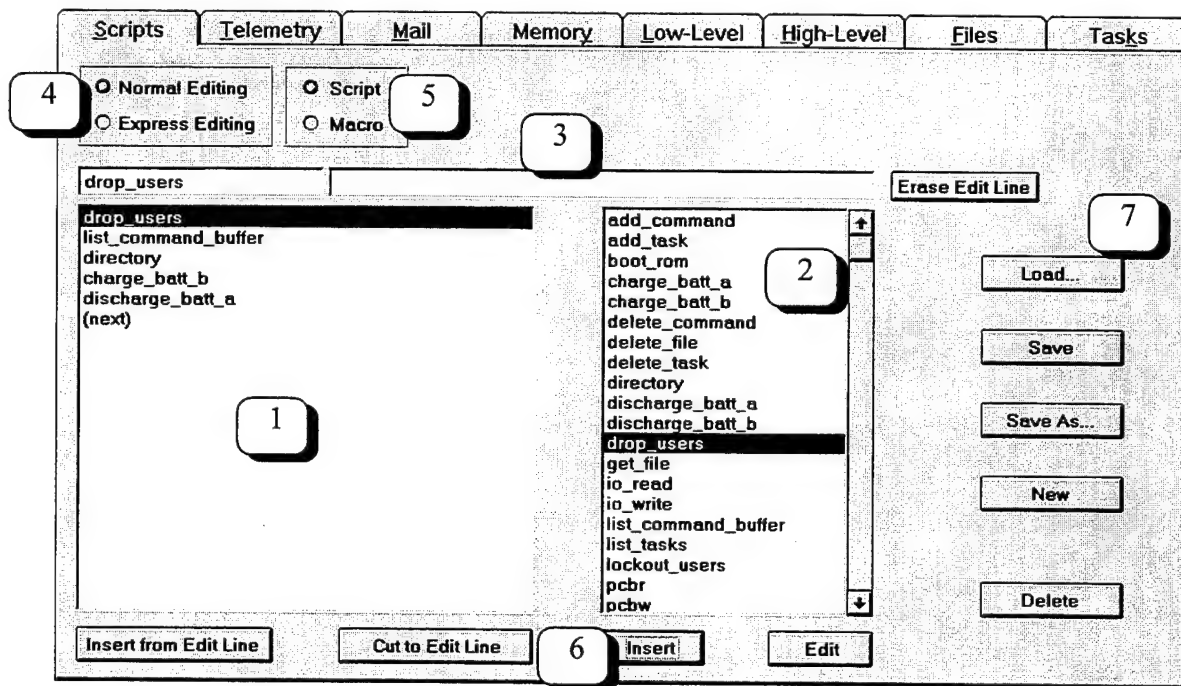 Scripts Telemetry Mail Memory Low-Level High-Level Files Tasks
4
Normal Editing
Express Editing
Script
Macro
5
3
drop_users
Erase Edit Line
drop_users
list_command_buffer
directory
charge_batt_b
discharge_batt_a
(next)
1
add_command
add_task
boot_rom
charge_batt_a
charge_batt_b
delete_command
delete_file
delete_task
directory
discharge_batt_a
discharge_batt_b
drop_users
get_file
io_read
io_write
list_command_buffer
list_tasks
lockout_users
pcbr
pcbw
2
7
Load...
Save
Save As...
New
Delete
Insert from Edit Line
Cut to Edit Line
6
Insert
Edit